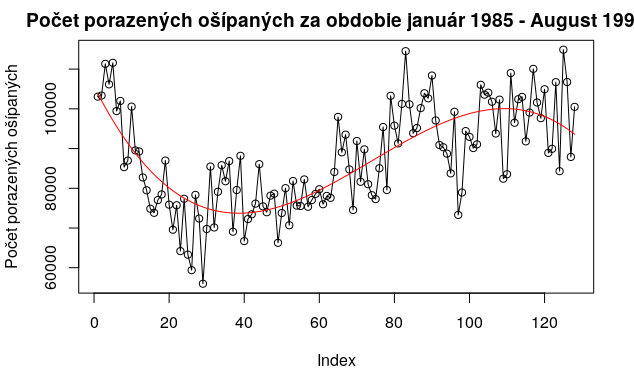 Počet porazených ošípaných za obdobie január 1985 - August 199
Počet porazených ošípaných
100000
80000
60000
0 20 40 60 80 100 120
Index